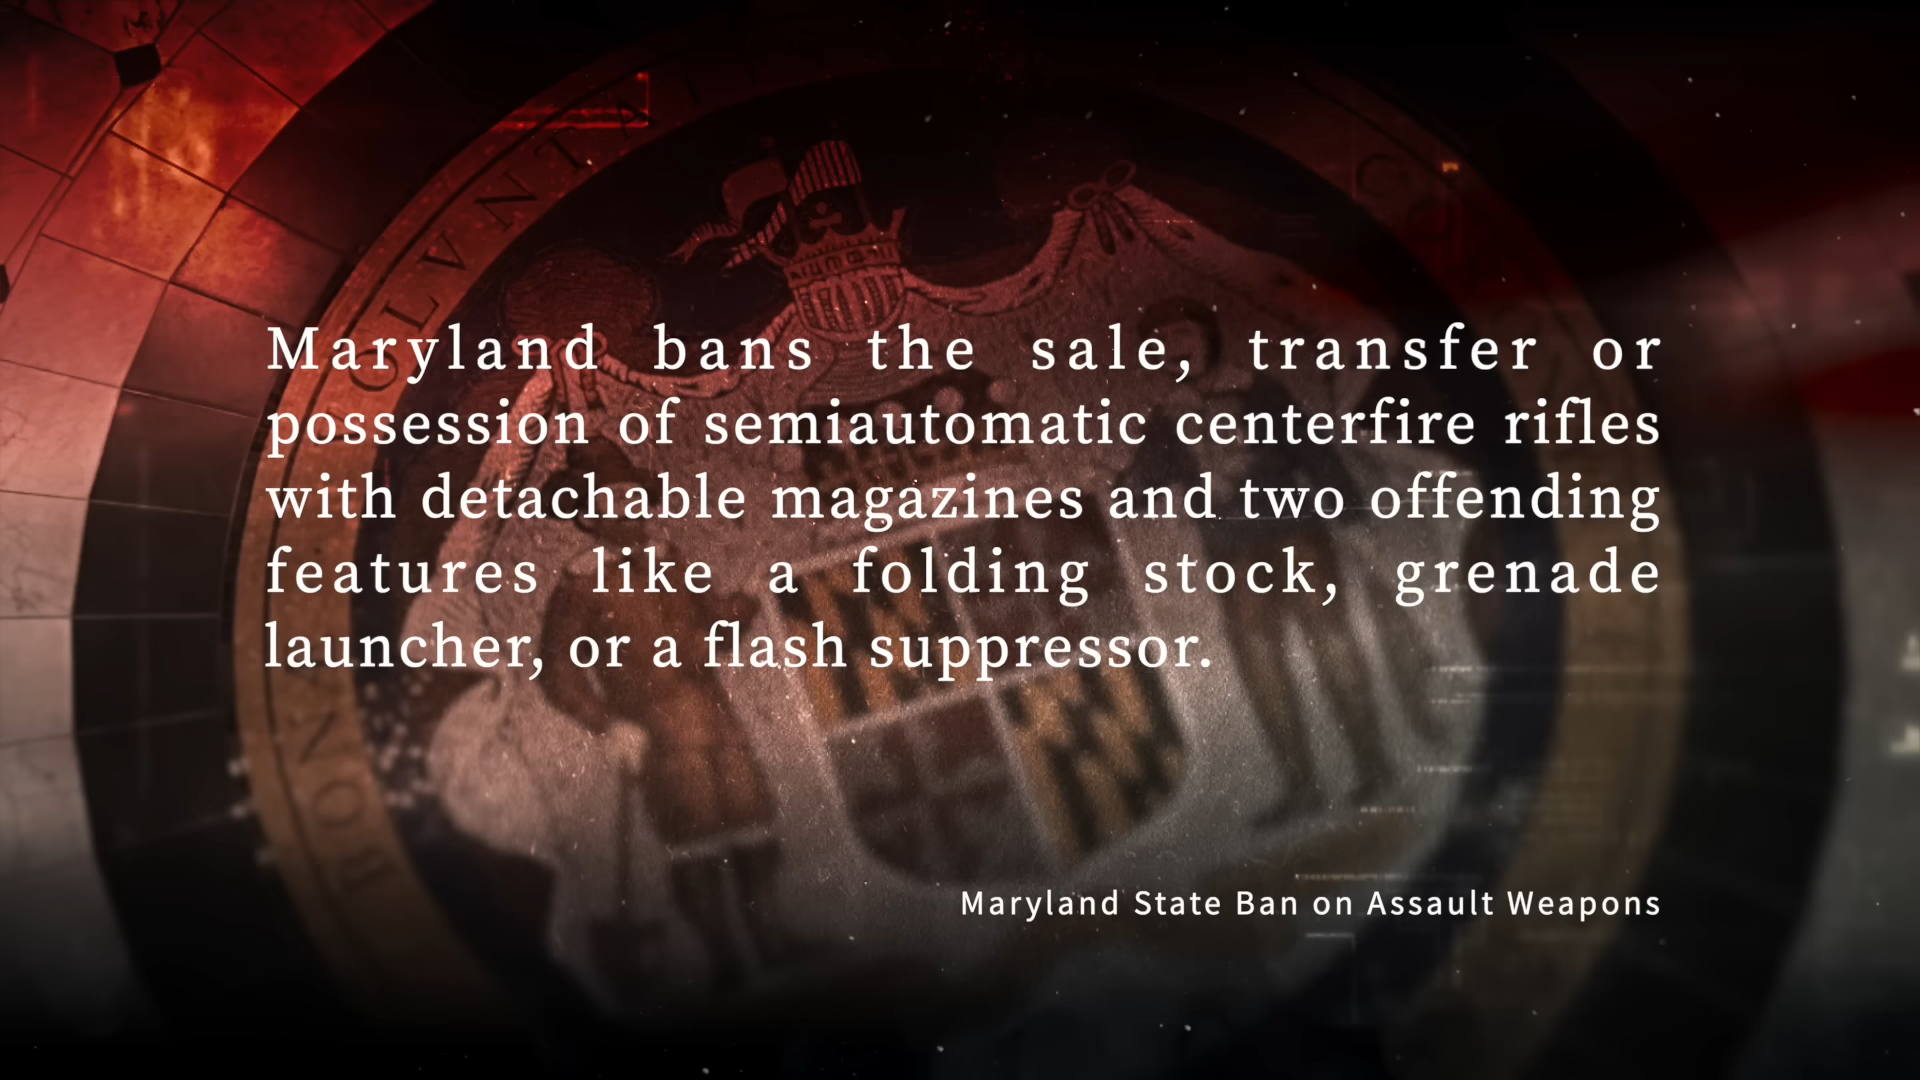 Maryland bans the sale, transfer or
possession of semiautomatic centerfire rifles
with detachable magazines and two offending
features like a folding stock, grenade
launcher, or a flash suppressor.
Maryland State Ban on Assault Weapons